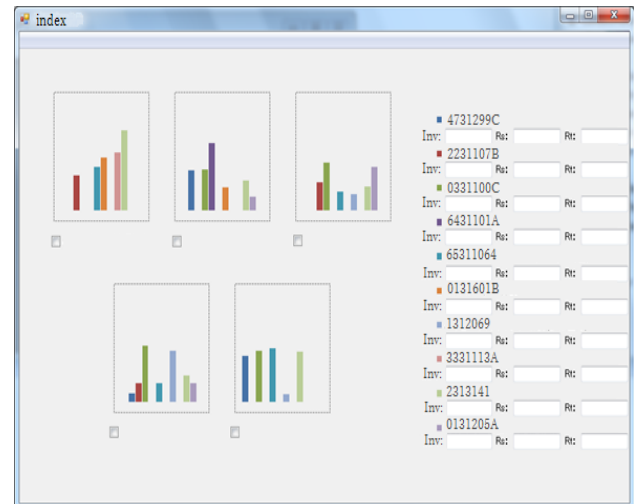 index
4731299C
Inv: Rs: Rt:
2231107B
Inv: Rs: Rt:
0331100C
Inv: Rs: Rt:
6431101A
Inv: Rs: Rt:
65311064
Inv: Rs: Rt:
0131601B
Inv: Rs: Rt:
1312069
Inv: Rs: Rt:
3331113A
Inv: Rs: Rt:
2313141
Inv: Rs: Rt:
0131205A
Inv: Rs: Rt: